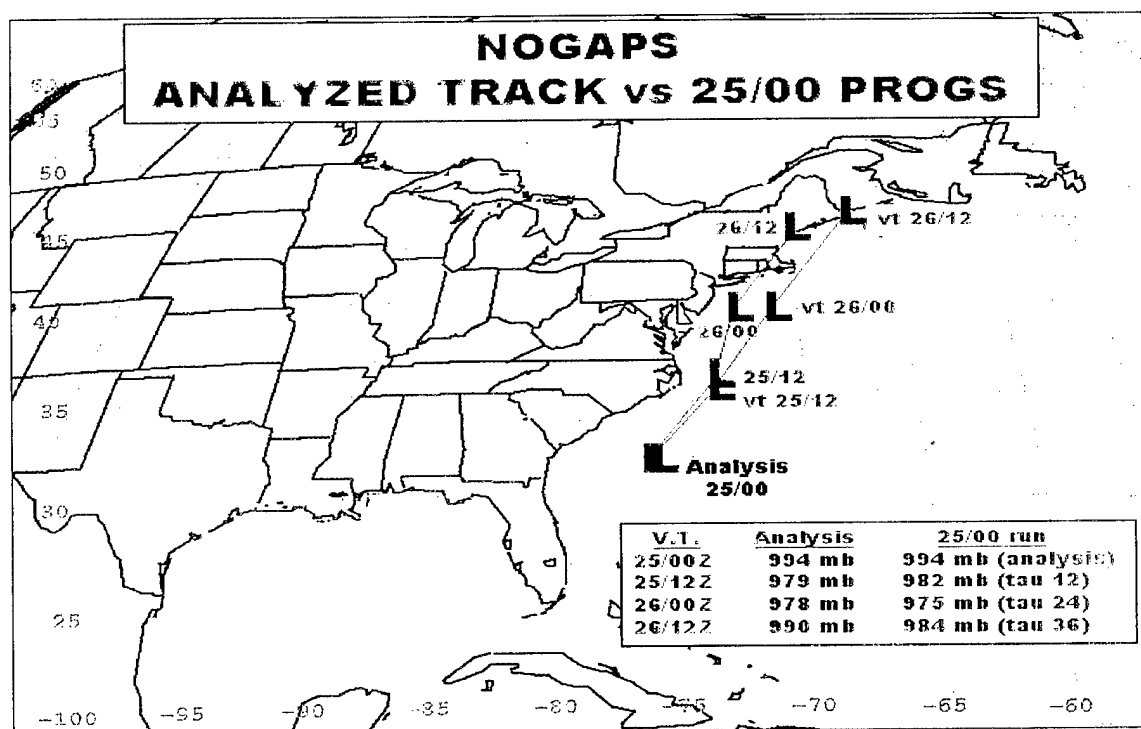 NOGAPS
ANALYZED TRACK vs 25/00 PROGS
50
45
40
35
30
25
26/12
vt 26/12
L
L
L
L
vt 26/00
26/00
L
25/12
vt 25/12
L
Analysis
25/00
V.T. Analysis 25/00 run
25/00Z 994 mb 994 mb (analysis)
25/12Z 979 mb 982 mb (tau 12)
26/00Z 978 mb 975 mb (tau 24)
26/12Z 990 mb 984 mb (tau 36)
-100 -95 -90 -85 -80 -75 -70 -65 -60